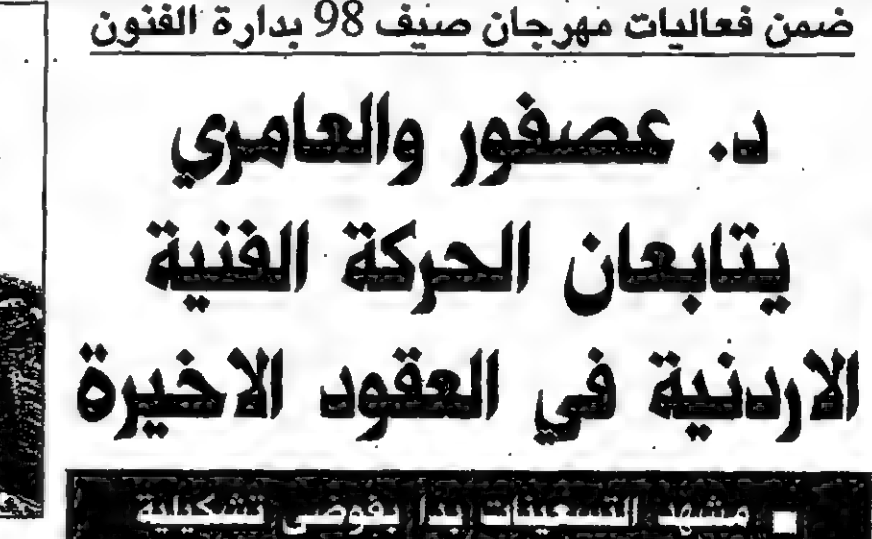 ضمن فعاليات مهرجان صيف 98 بدارة الفنون
د. عصفور والعامري
يتابعان الحركة الفنية
الاردنية في العقود الاخيرة
■ مشهد التسعينات بدا بفوضى تشكيلية